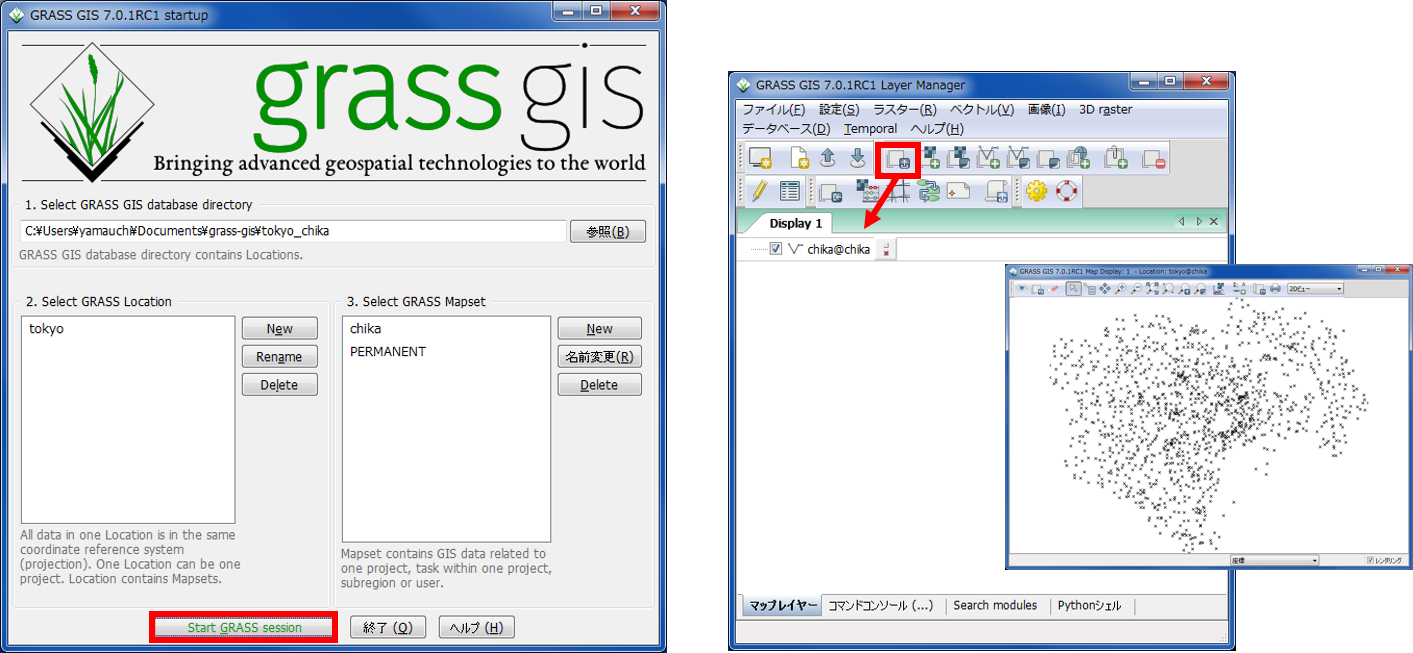 GRASS GIS 7.0.1RC1 startup
grass gis
Bringing advanced geospatial technologies to the world
1. Select GRASS GIS database directory
C:¥Users¥yamauch¥Documents¥grass-gis¥tokyo_chika
参照(B)
GRASS GIS database directory contains Locations.
2. Select GRASS Location
tokyo
New
Rename
Delete
All data in one Location is in the same
coordinate reference system
(projection). One Location can be one
project. Location contains Mapsets.
3. Select GRASS Mapset
chika
PERMANENT
New
名前変更(R)
Delete
Mapset contains GIS data related to
one project, task within one project,
subregion or user.
Start GRASS session
終了 (Q)
ヘルプ (H)
GRASS GIS 7.0.1RC1 Layer Manager
ファイル(F) 設定(S) ラスター(R) ベクトル(V) 画像(I) 3D raster
データベース(D) Temporal ヘルプ(H)
Display 1
chika@chika
GRASS GIS 7.0.1RC1 Map Display: 1 - Location: tokyo@chika
2Dビュー
座標
レンダリング
マップレイヤー コマンドコンソール (...) Search modules Pythonシェル